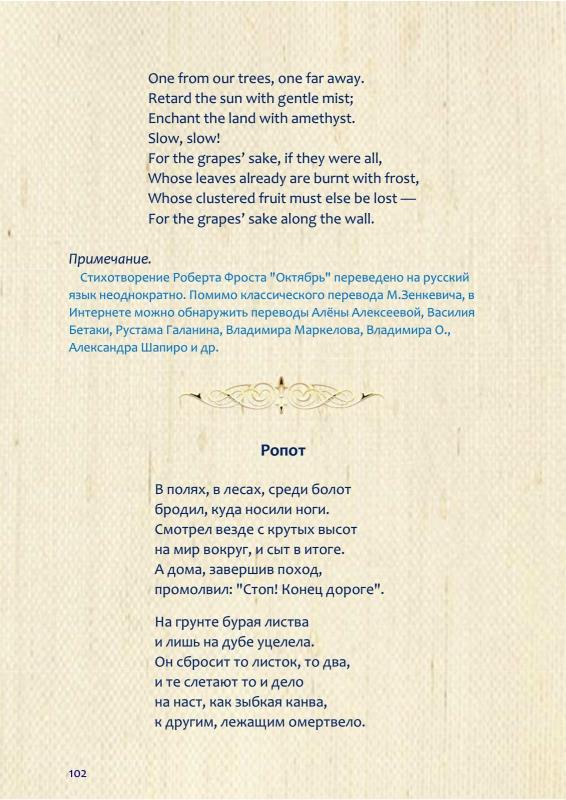 One from our trees, one far away.
Retard the sun with gentle mist;
Enchant the land with amethyst.
Slow, slow!
For the grapes’ sake, if they were all,
Whose leaves already are burnt with frost,
Whose clustered fruit must else be lost —
For the grapes’ sake along the wall.
Примечание.
Стихотворение Роберта Фроста "Октябрь" переведено на русский
язык неоднократно. Помимо классического перевода М.Зенкевича, в
Интернете можно обнаружить переводы Алёны Алексеевой, Василия
Бетаки, Рустама Галанина, Владимира Маркелова, Владимира О.,
Александра Шапиро и др.
Ропот
В полях, в лесах, среди болот
бродил, куда носили ноги.
Смотрел везде с крутых высот
на мир вокруг, и сыт в итоге.
А дома, завершив поход,
промолвил: "Стоп! Конец дороге".
На грунте бурая листва
и лишь на дубе уцелела.
Он сбросит то листок, то два,
и те слетают то и дело
на наст, как зыбкая канва,
к другим, лежащим омертвело.
102